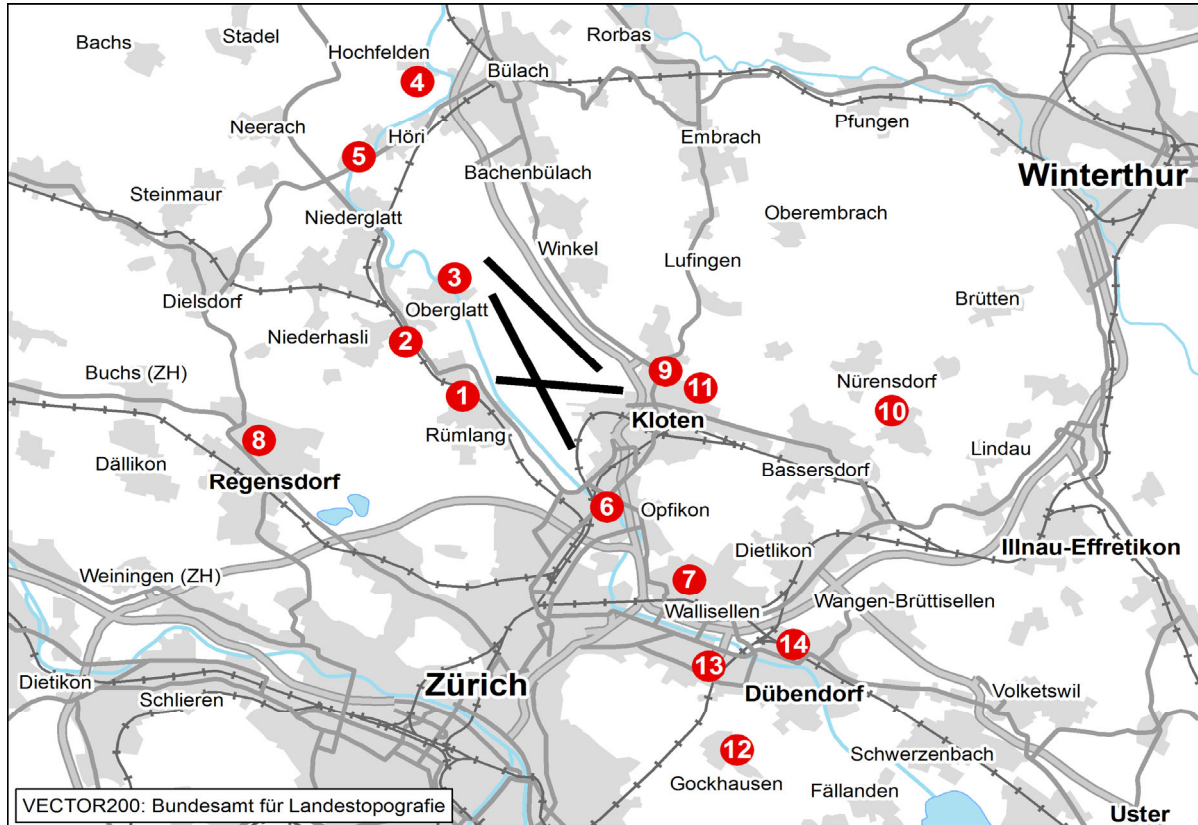 Bachs
Stadel
Hochfelden
Rorbas
4
Bülach
Neerach
Höri
Embrach
Pfungen
5
Bachenbülach
Winterthur
Steinmaur
Niederglatt
Oberembrach
Winkel
Lufingen
3
Dielsdorf
Oberglatt
Brütten
Niederhasli
2
Buchs (ZH)
9
11
Nürensdorf
1
10
Kloten
Rümlang
8
Dällikon
Lindau
Bassersdorf
Regensdorf
6
Opfikon
Dietlikon
Illnau-Effretikon
Weiningen (ZH)
7
Wallisellen
Wangen-Brüttisellen
14
13
Dietikon
Zürich
Schlieren
Dübendorf
Volketswil
12
Schwerzenbach
Gockhausen
Fällanden
VECTOR200: Bundesamt für Landestopografie
Uster